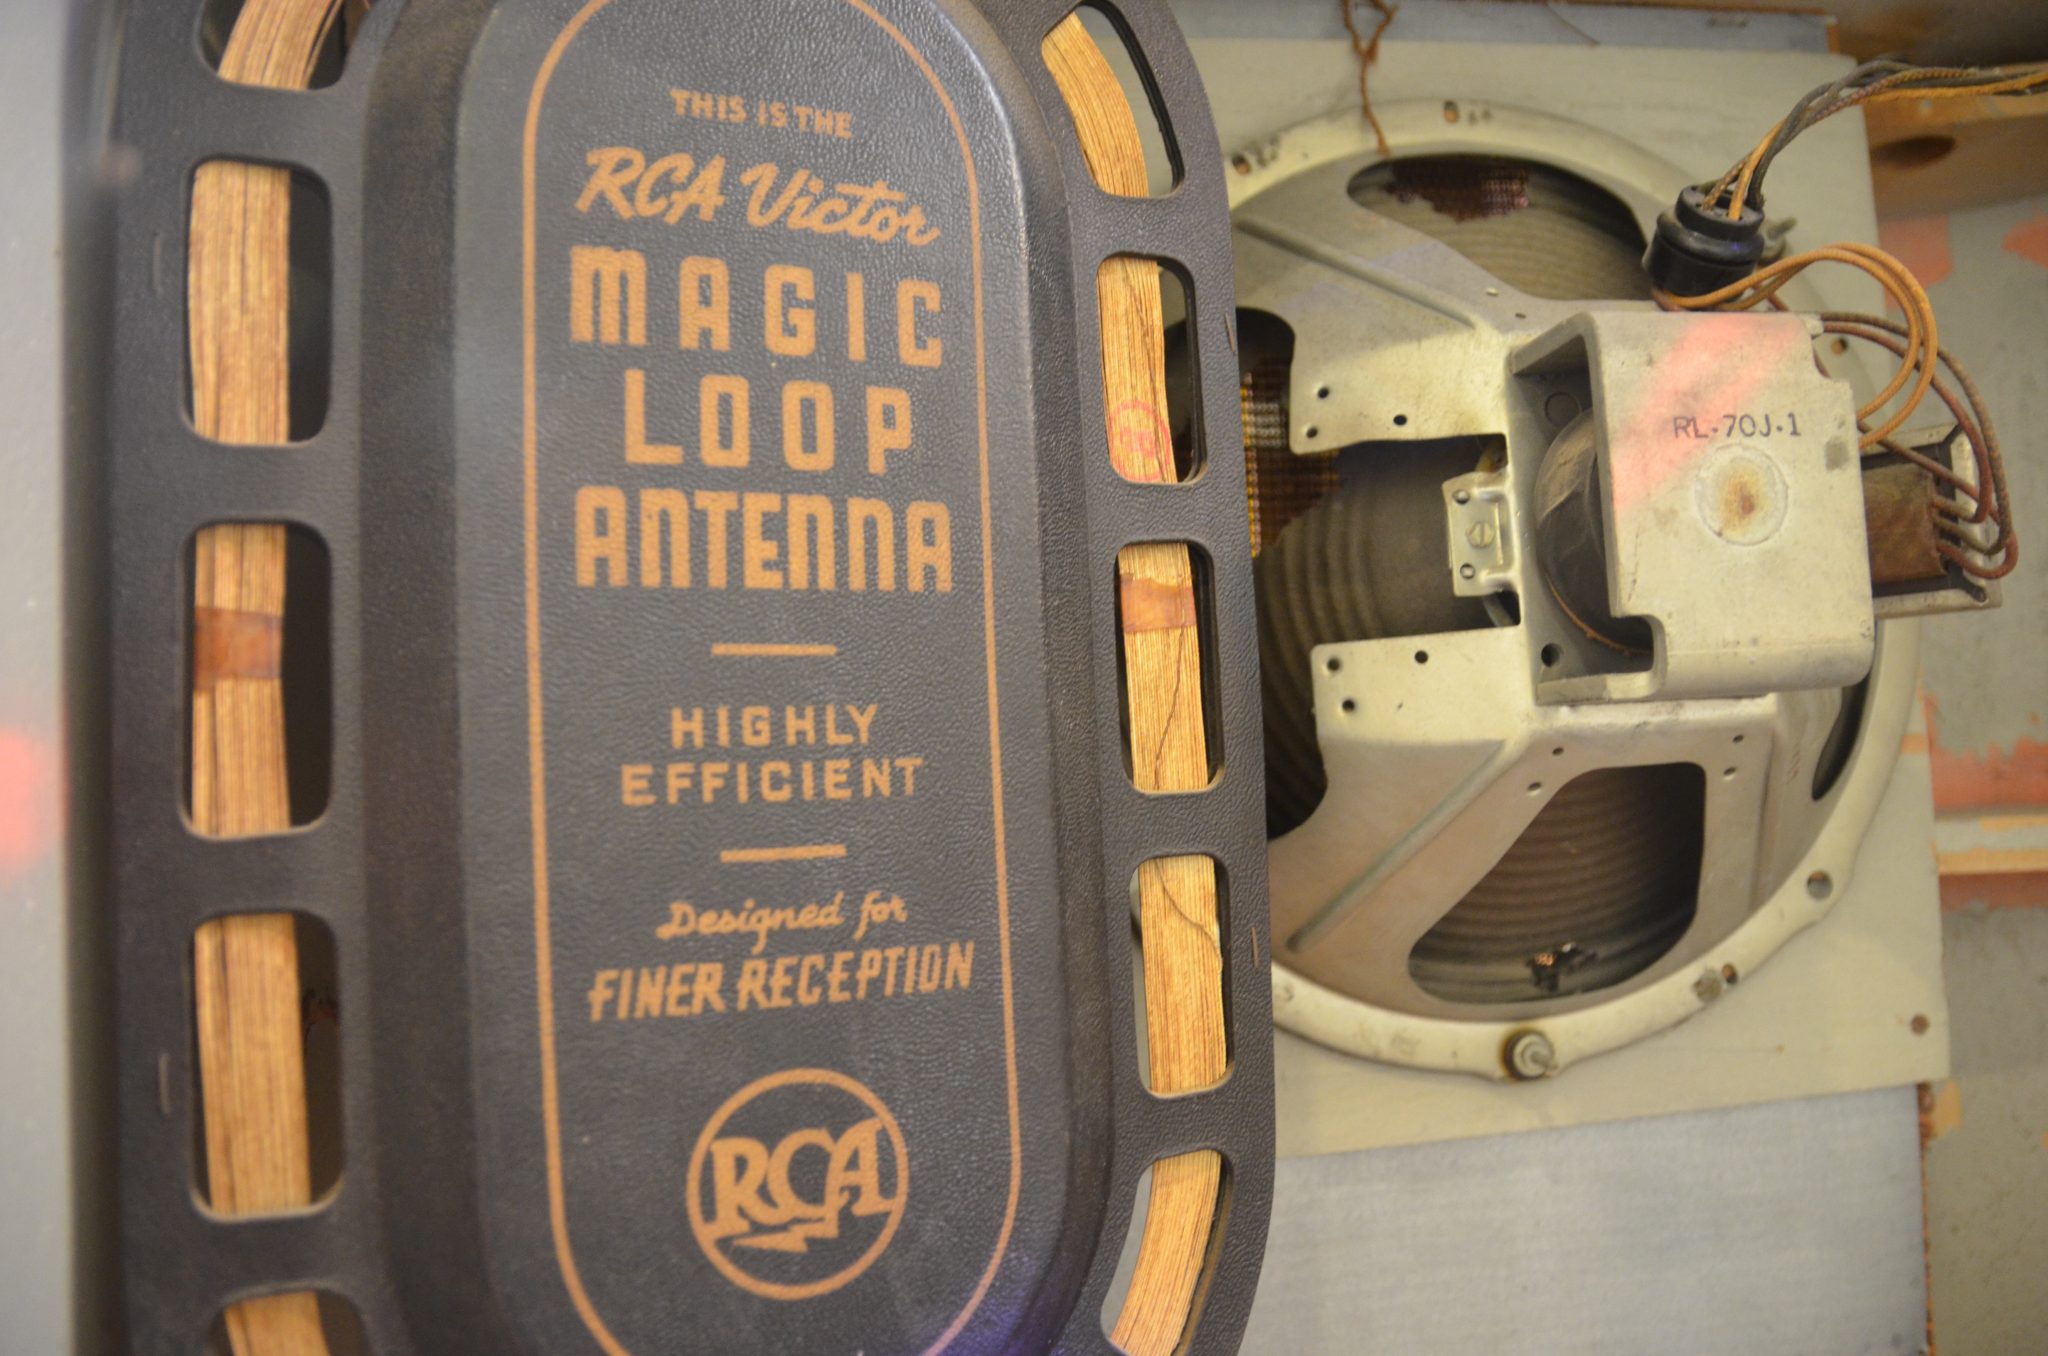 THIS IS THE
RCA Victor
MAGIC
LOOP
ANTENNA
HIGHLY
EFFICIENT
Designed for
FINER RECEPTION
RCA
RL-70J-1